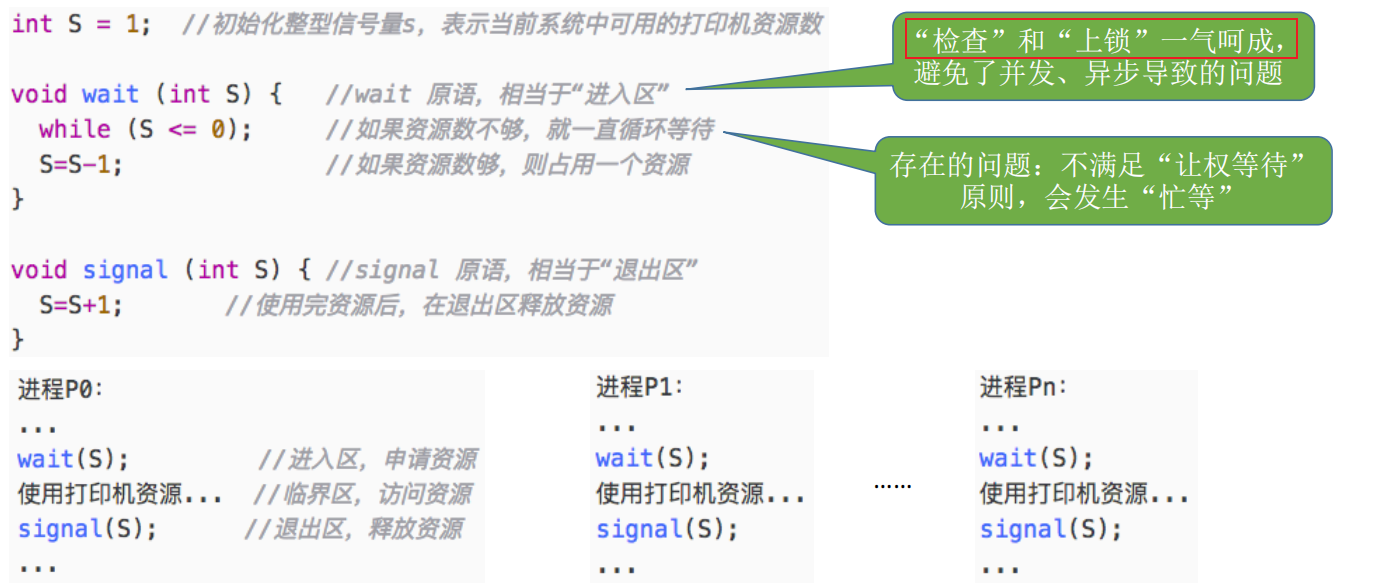 int S = 1;  //初始化整型信号量s，表示当前系统中可用的打印机资源数
void wait (int S) {   //wait 原语，相当于“进入区”
while (S <= 0);      //如果资源数不够，就一直循环等待
S=S-1;               //如果资源数够，则占用一个资源
}
void signal (int S) { //signal 原语，相当于“退出区”
S=S+1;       //使用完资源后，在退出区释放资源
}
“检查”和“上锁”一气呵成，
避免了并发、异步导致的问题
存在的问题：不满足“让权等待”
原则，会发生“忙等”
进程P0：
...
wait(S);         //进入区，申请资源
使用打印机资源...  //临界区，访问资源
signal(S);       //退出区，释放资源
...
进程P1：
...
wait(S);
使用打印机资源...
signal(S);
...
……
进程Pn：
...
wait(S);
使用打印机资源...
signal(S);
...